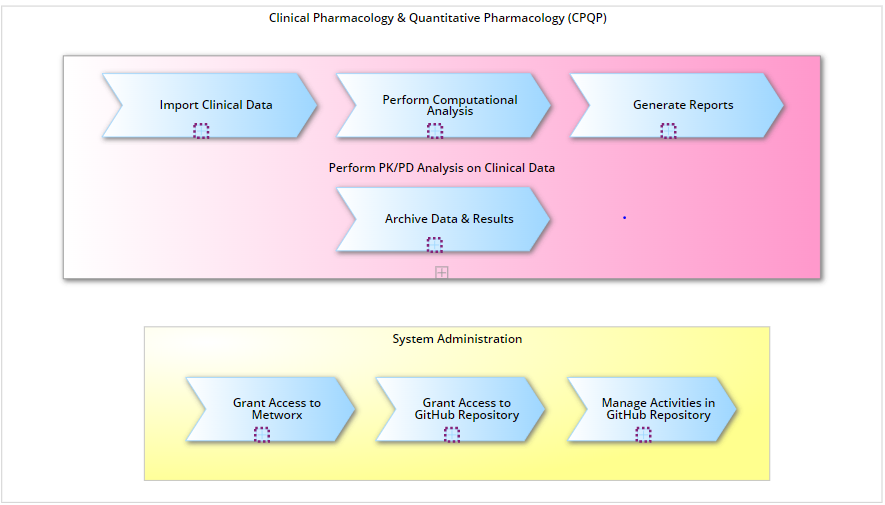 Clinical Pharmacology & Quantitative Pharmacology (CPQP)
Import Clinical Data
Perform Computational
Analysis
Generate Reports
Perform PK/PD Analysis on Clinical Data
Archive Data & Results
System Administration
Grant Access to
Metworx
Grant Access to
GitHub Repository
Manage Activities in
GitHub Repository